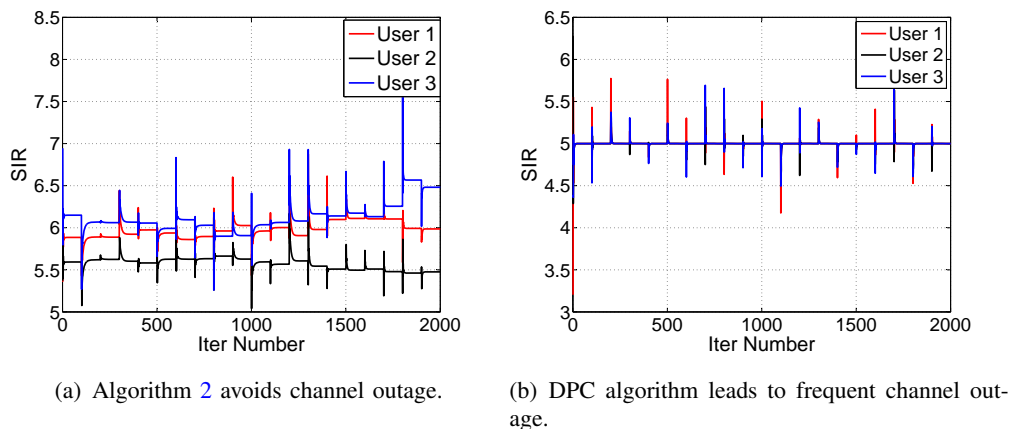 8.5
8
7.5
7
6.5
6
5.5
5
SIR
0
500
1000
1500
2000
Iter Number
User 1
User 2
User 3
(a) Algorithm 2 avoids channel outage.
6.5
6
5.5
5
4.5
4
3.5
3
SIR
0
500
1000
1500
2000
Iter Number
User 1
User 2
User 3
(b) DPC algorithm leads to frequent channel out-
age.